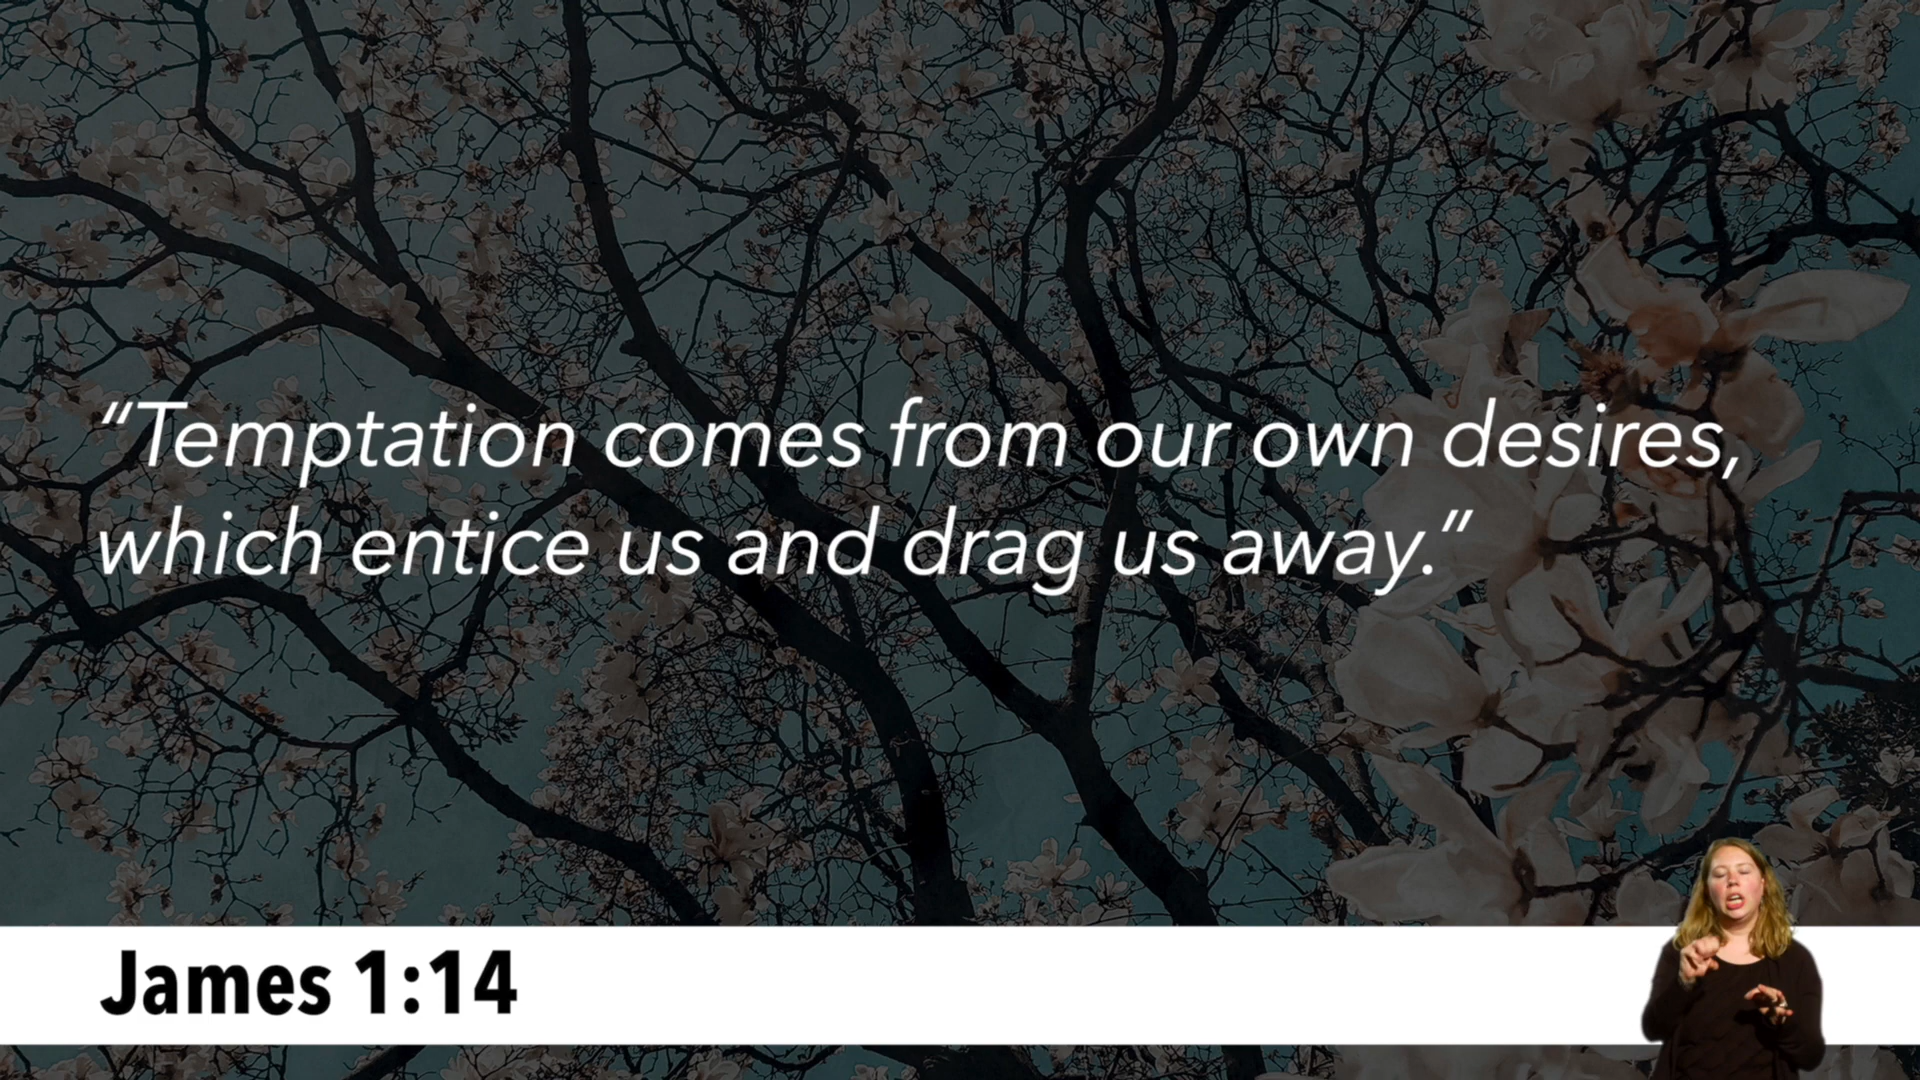 “Temptation comes from our own desires,
which entice us and drag us away.”
James 1:14